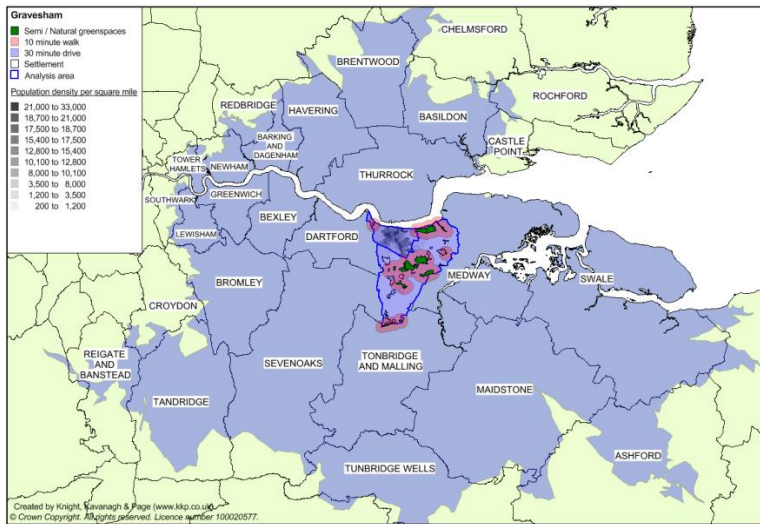 Gravesham
Semi / Natural greenspaces
10 minute walk
30 minute drive
Settlement
Analysis area
Population density per square mile
21,000 to 33,000
18,700 to 21,000
17,500 to 18,700
15,400 to 17,500
12,800 to 15,400
10,100 to 12,800
8,000 to 10,100
3,500 to 8,000
1,200 to 3,500
200 to 1,200
CHELMSFORD
BRENTWOOD
ROCHFORD
REDBRIDGE
HAVERING
BASILDON
BARKING
AND
DAGENHAM
CASTLE
POINT
TOWER
HAMLETS
NEWHAM
THURROCK
SOUTHWARK
GREENWICH
BEXLEY
LEWISHAM
DARTFORD
BROMLEY
MEDWAY
SWALE
CROYDON
REIGATE
AND
BANSTEAD
SEVENOAKS
TONBRIDGE
AND MALLING
TANDRIDGE
MAIDSTONE
ASHFORD
TUNBRIDGE WELLS
Created by Knight, Kavanagh & Page (www.kkp.co.uk)
© Crown Copyright. All rights reserved. Licence number 100020577.